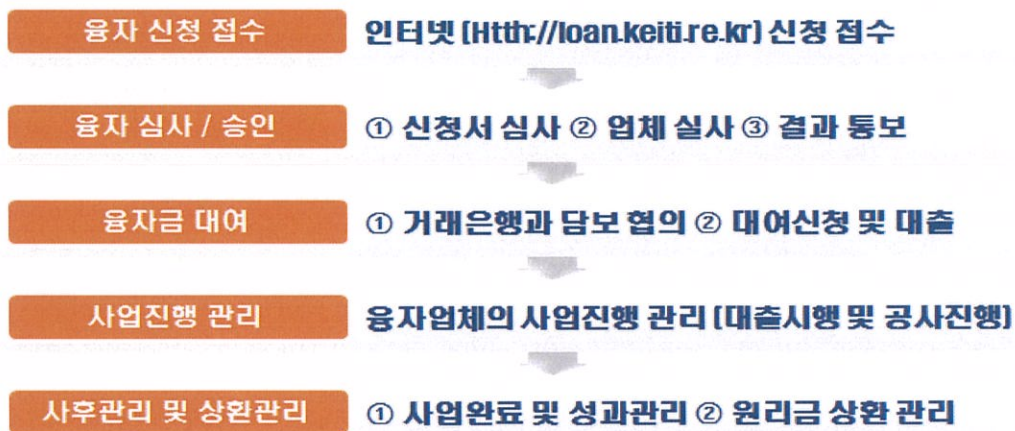 융자 신청 접수 인터넷 (Htth://loan.keiti.re.kr) 신청 접수
융자 심사 / 승인 ① 신청서 심사 ② 업체 실사 ③ 결과 통보
융자금 대여 ① 거래은행과 담보 협의 ② 대여신청 및 대출
사업진행 관리 융자업체의 사업진행 관리 (대출시행 및 공사진행)
사후관리 및 상환관리 ① 사업완료 및 성과관리 ② 원리금 상환 관리